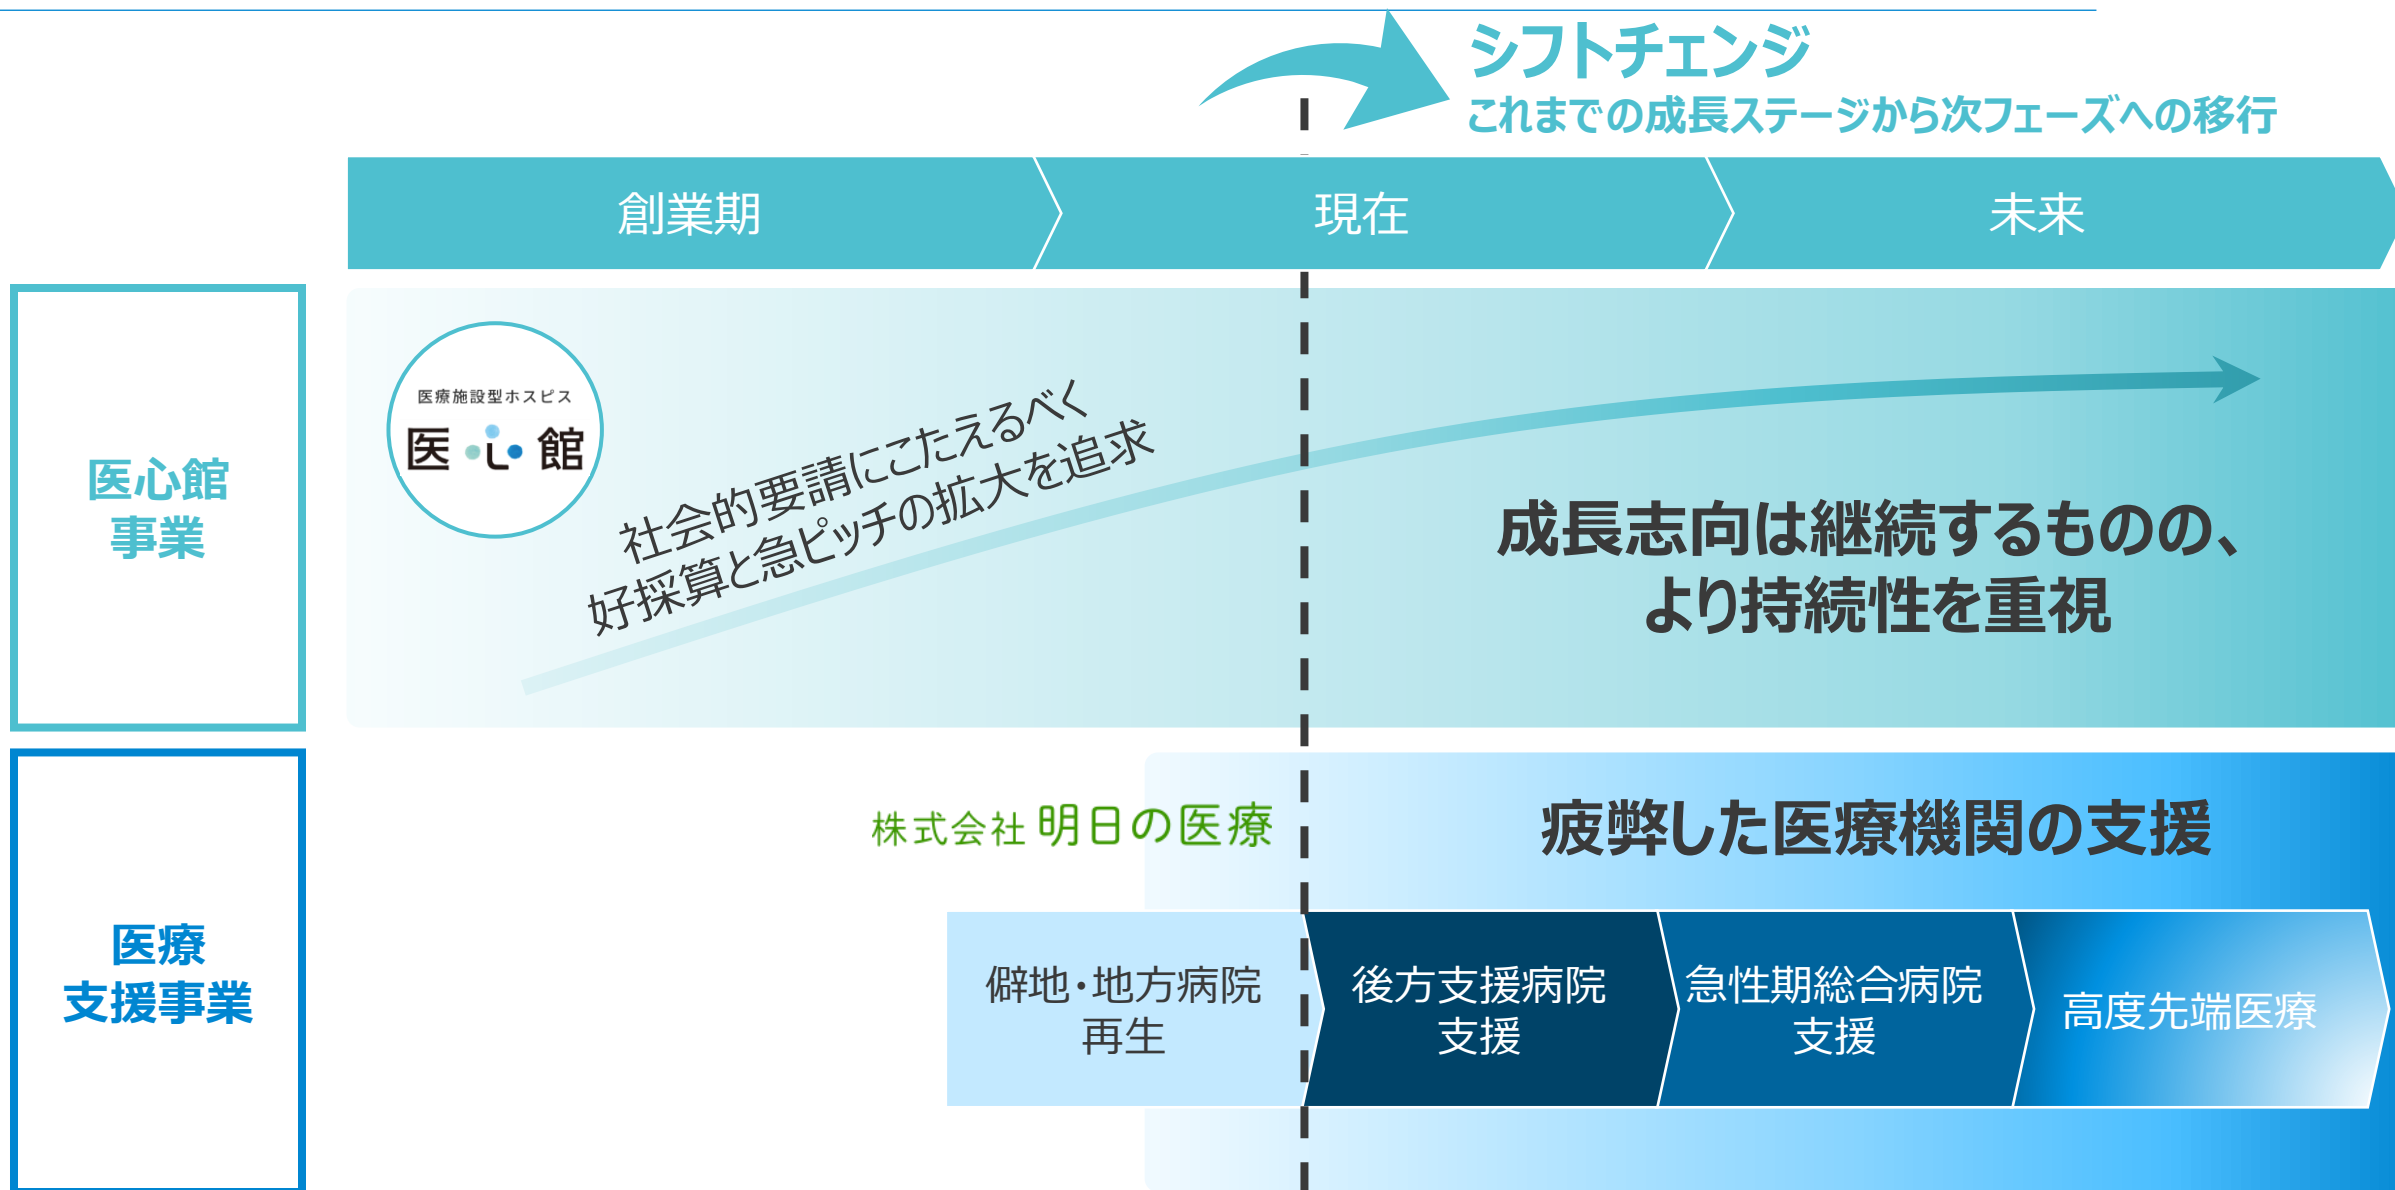 シフトチェンジ
これまでの成長ステージから次フェーズへの移行
創業期
現在
未来
医心館
事業
医療施設型ホスピス
医心館
社会的要請にこたえるべく
好採算と急ピッチの拡大を追求
成長志向は継続するものの、
より持続性を重視
医療
支援事業
株式会社 明日の医療
疲弊した医療機関の支援
僻地・地方病院
再生
後方支援病院
支援
急性期総合病院
支援
高度先端医療